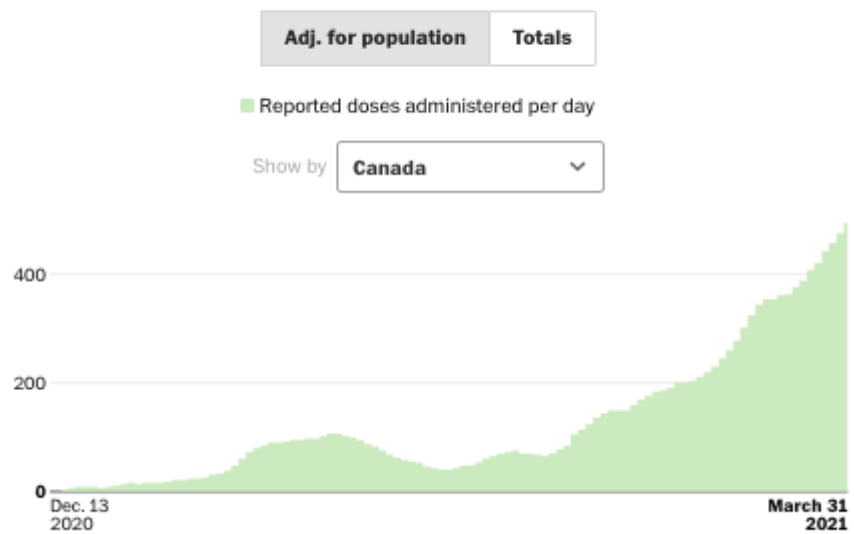 Adj. for population Totals
Reported doses administered per day
Show by Canada
400
200
0
Dec. 13 March 31
2020 2021